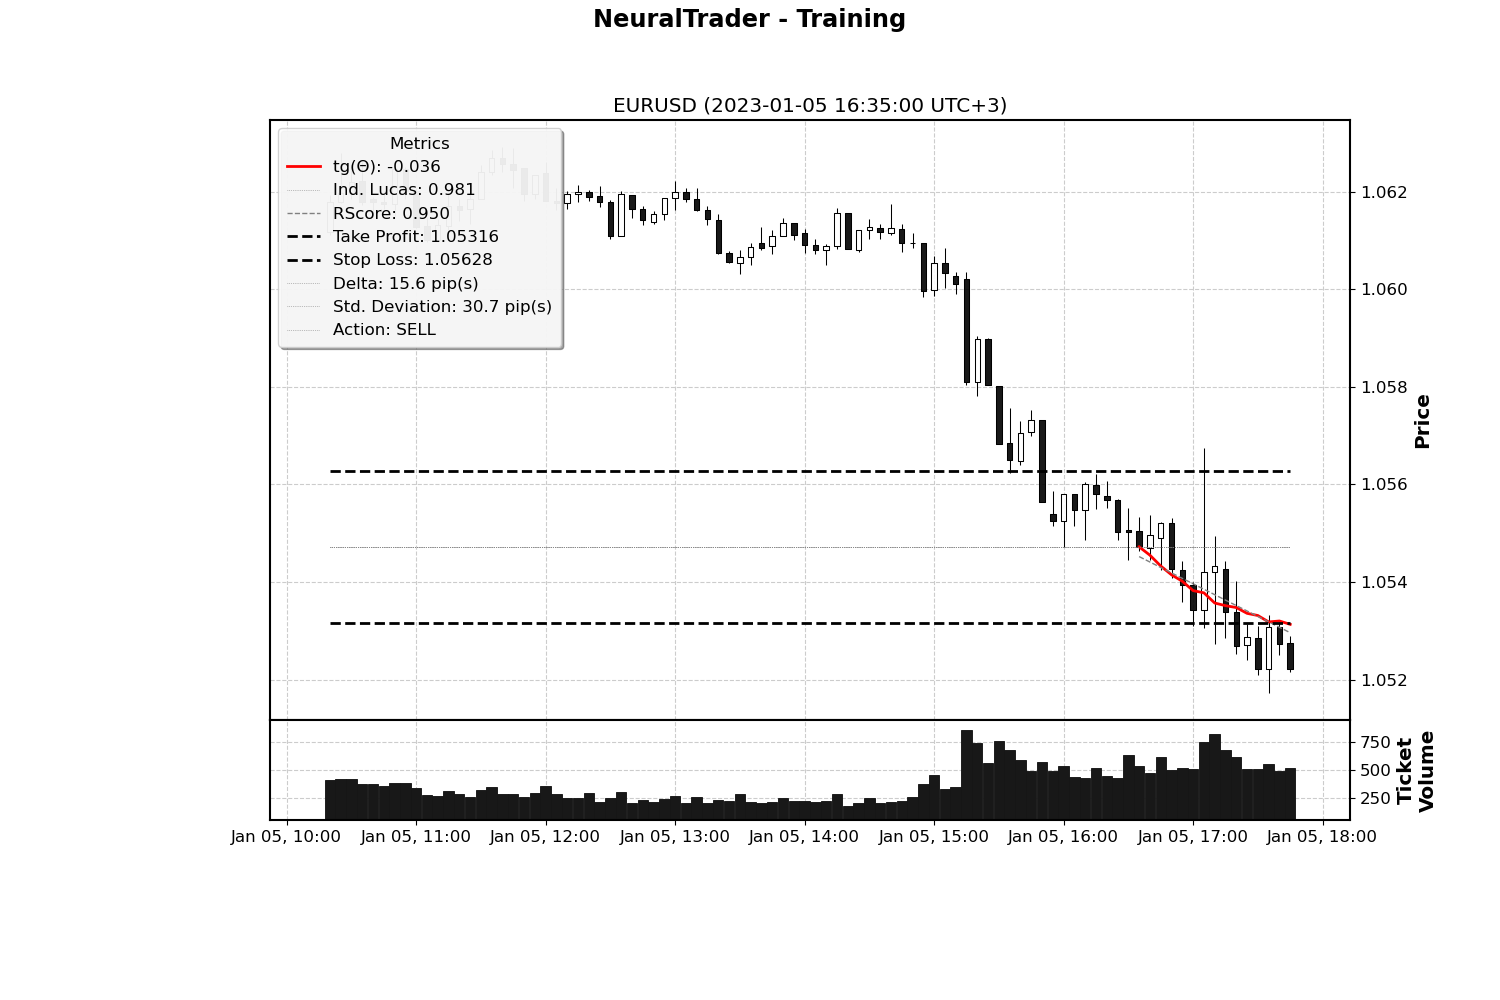 NeuralTrader - Training
EURUSD (2023-01-05 16:35:00 UTC+3)
Metrics
tg(Θ): -0.036
Ind. Lucas: 0.981
RScore: 0.950
Take Profit: 1.05316
Stop Loss: 1.05628
Delta: 15.6 pip(s)
Std. Deviation: 30.7 pip(s)
Action: SELL
1.062
1.060
1.058
1.056
1.054
1.052
Price
750
500
250
Ticket
Volume
Jan 05, 10:00
Jan 05, 11:00
Jan 05, 12:00
Jan 05, 13:00
Jan 05, 14:00
Jan 05, 15:00
Jan 05, 16:00
Jan 05, 17:00
Jan 05, 18:00